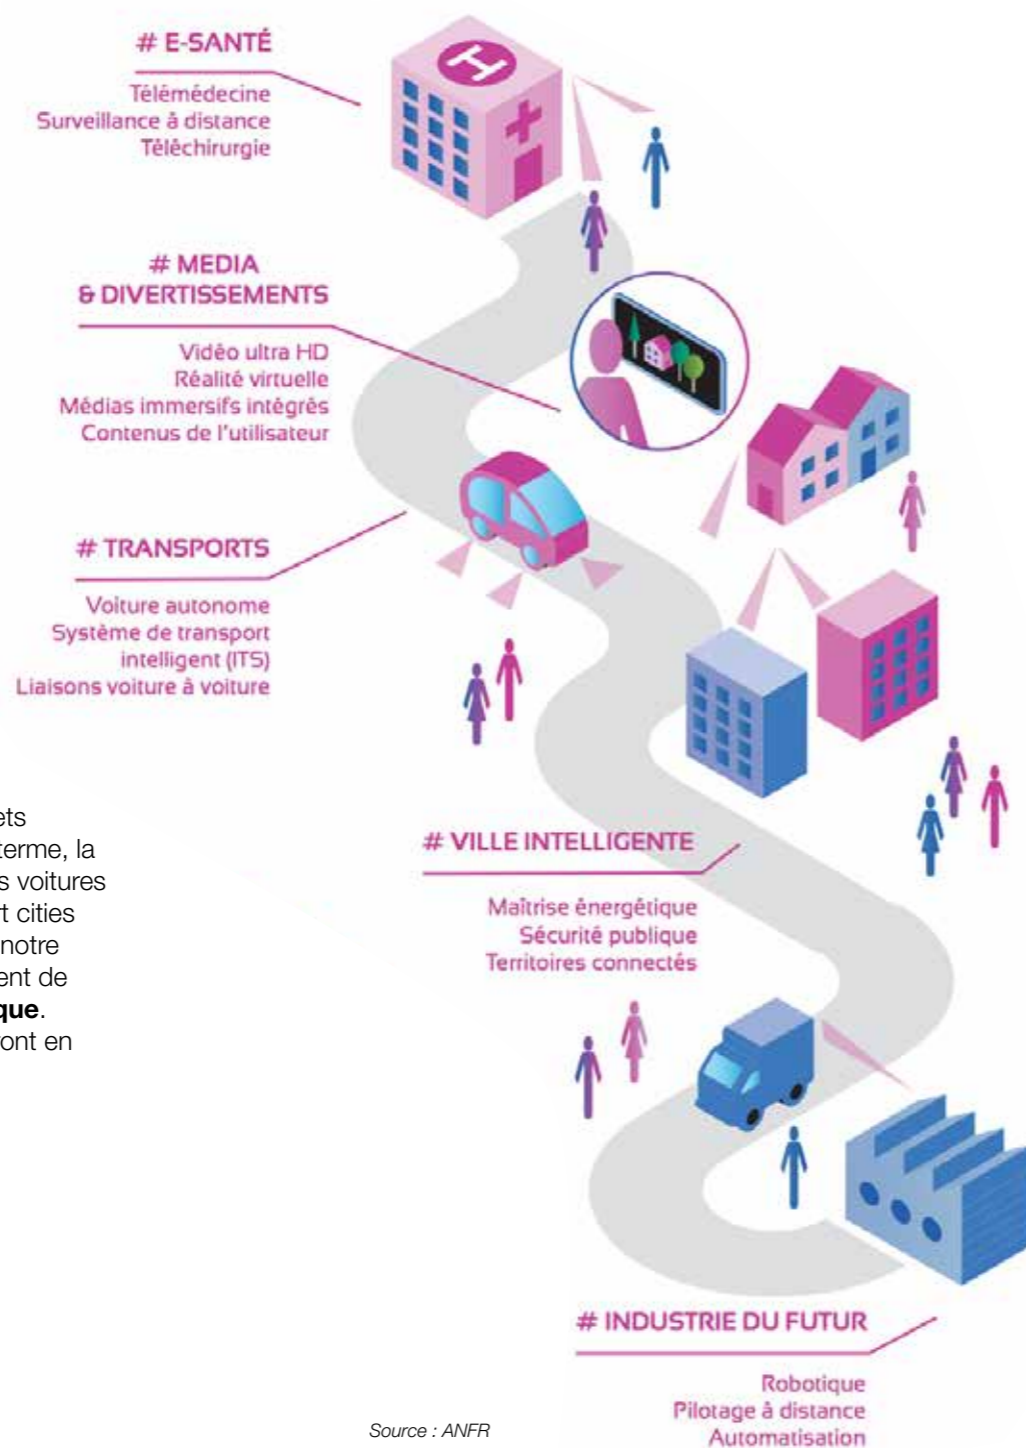 # E-SANTÉ
Télémédecine
Surveillance à distance
Téléchirurgie
# MEDIA
& DIVERTISSEMENTS
Vidéo ultra HD
Réalité virtuelle
Médias immersifs intégrés
Contenus de l'utilisateur
# TRANSPORTS
Voiture autonome
Système de transport
intelligent (ITS)
Liaisons voiture à voiture
ets
terme, la
s voitures
t cities
notre
ent de
que.
ont en
# VILLE INTELLIGENTE
Maîtrise énergétique
Sécurité publique
Territoires connectés
# INDUSTRIE DU FUTUR
Robotique
Pilotage à distance
Automatisation
Source : ANFR
H